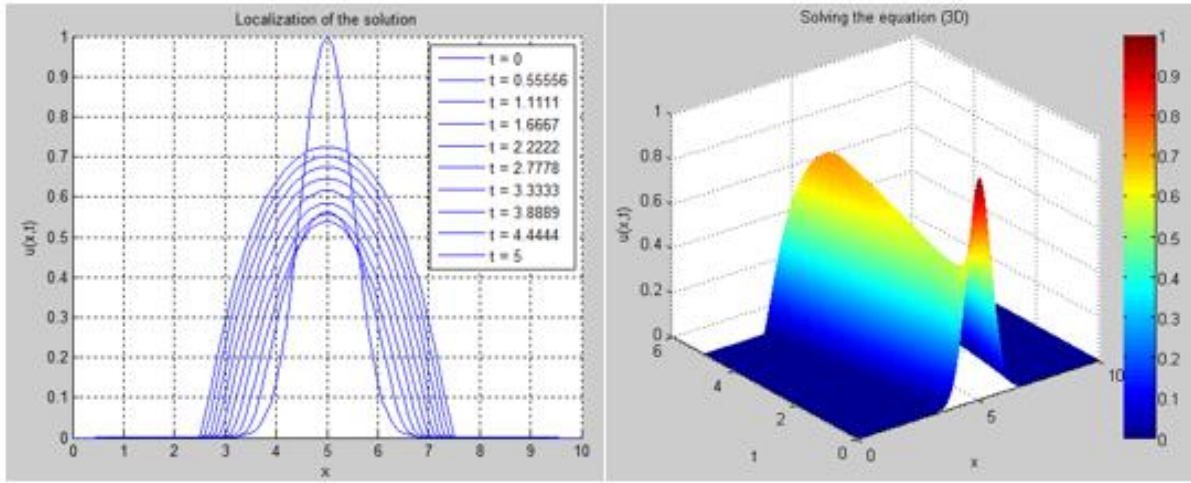 Localization of the solution
1
0.9
0.8
0.7
0.6
0.5
0.4
0.3
0.2
0.1
0
u(x,t)
0 1 2 3 4 5 6 7 8 9 10
x
t = 0
t = 0.55556
t = 1.1111
t = 1.6667
t = 2.2222
t = 2.7778
t = 3.3333
t = 3.8889
t = 4.4444
t = 5
Solving the equation (3D)
1
0.8
0.6
0.4
0.2
0
u(x,t)
6
4
2
0
t
0
5
10
x
1
0.9
0.8
0.7
0.6
0.5
0.4
0.3
0.2
0.1
0